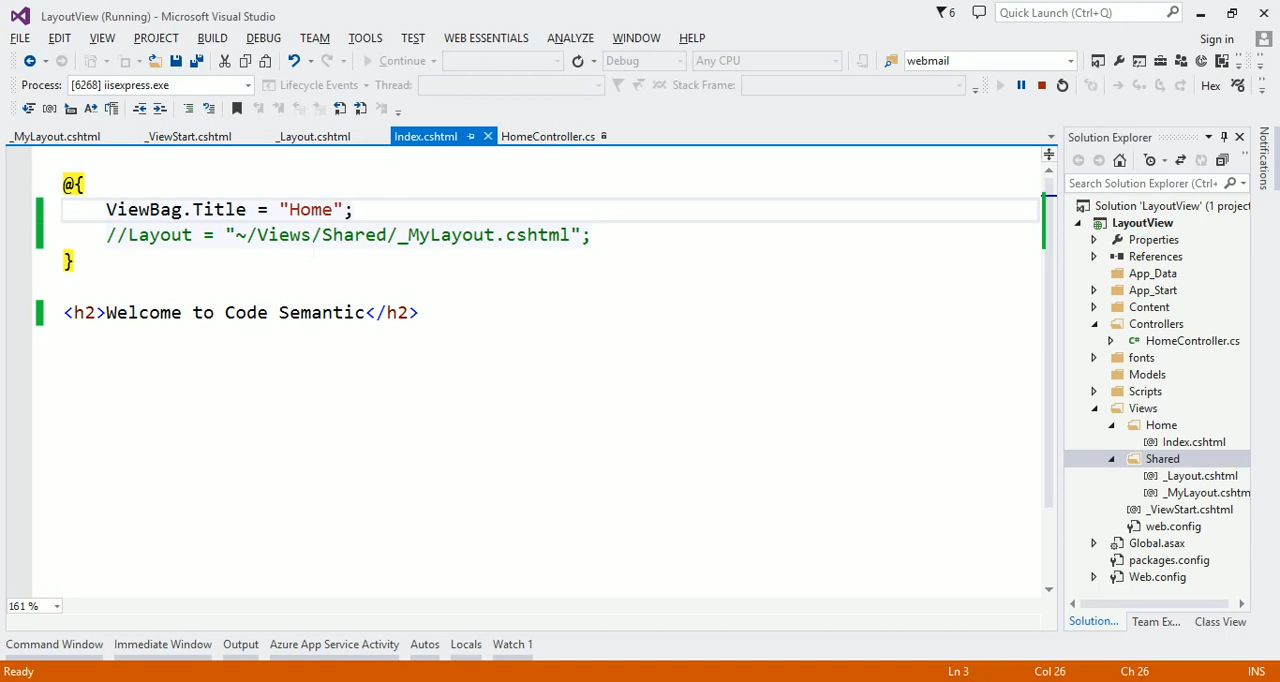 LayoutView (Running) - Microsoft Visual Studio
6
Quick Launch (Ctrl+Q)
FILE EDIT VIEW PROJECT BUILD DEBUG TEAM TOOLS TEST WEB ESSENTIALS ANALYZE WINDOW HELP
Sign in
Continue Debug Any CPU webmail
Process: [6268] iisexpress.exe Lifecycle Events Thread: Stack Frame: Hex
_MyLayout.cshtml _ViewStart.cshtml _Layout.cshtml Index.cshtml HomeController.cs
@{
ViewBag.Title = "Home";
//Layout = "~/Views/Shared/_MyLayout.cshtml";
}
<h2>Welcome to Code Semantic</h2>
161 %
Solution Explorer
Search Solution Explorer (Ctrl+
Solution 'LayoutView' (1 project
LayoutView
Properties
References
App_Data
App_Start
Content
Controllers
C# HomeController.cs
fonts
Models
Scripts
Views
Home
[@] Index.cshtml
Shared
[@] _Layout.cshtml
[@] _MyLayout.cshtm
[@] _ViewStart.cshtml
web.config
Global.asax
packages.config
Web.config
Solution... Team Ex... Class View
Notifications
Command Window Immediate Window Output Azure App Service Activity Autos Locals Watch 1
Ready Ln 3 Col 26 Ch 26 INS